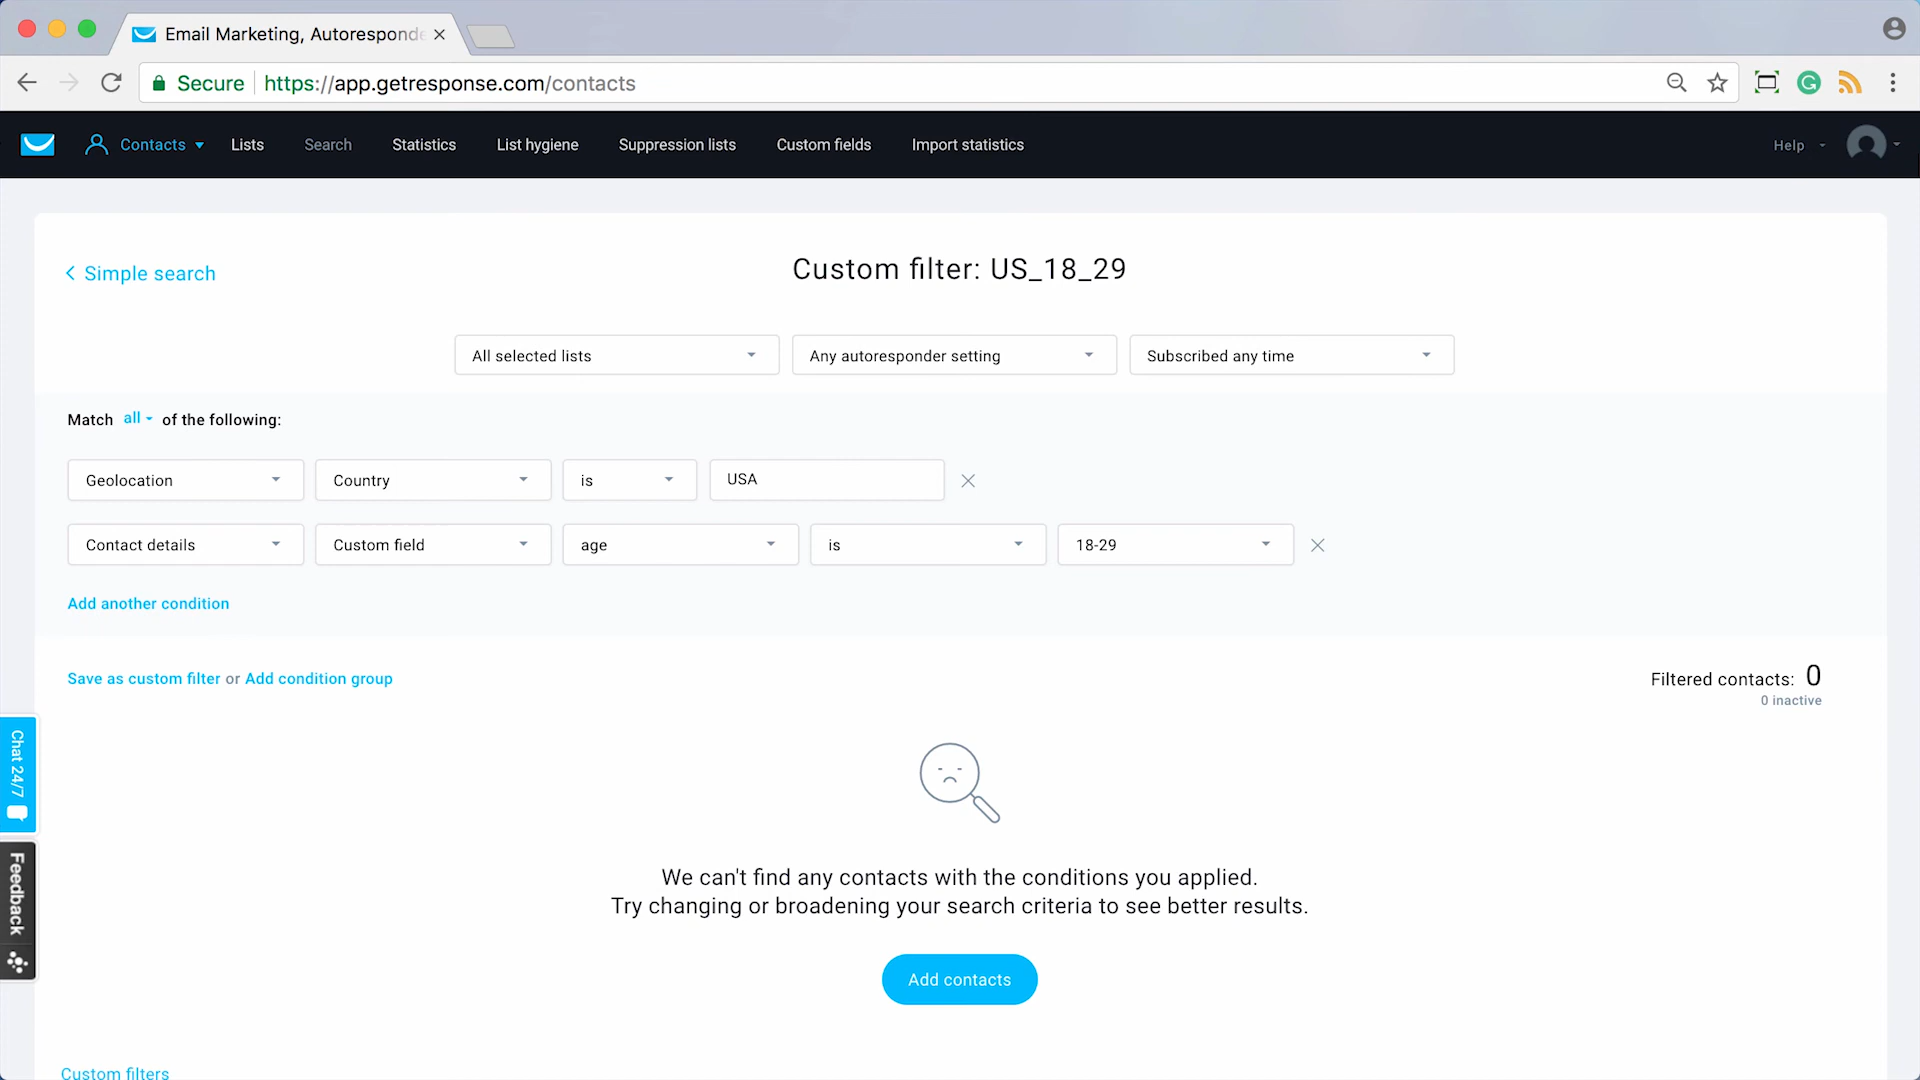 Email Marketing, Autoresponde
Secure https://app.getresponse.com/contacts
Contacts Lists Search Statistics List hygiene Suppression lists Custom fields Import statistics Help
Simple search
Custom filter: US_18_29
All selected lists Any autoresponder setting Subscribed any time
Match all of the following:
Geolocation Country is USA
Contact details Custom field age is 18-29
Add another condition
Save as custom filter or Add condition group
Filtered contacts: 0
0 inactive
Chat 24/7
Feedback
We can't find any contacts with the conditions you applied.
Try changing or broadening your search criteria to see better results.
Add contacts
Custom filters